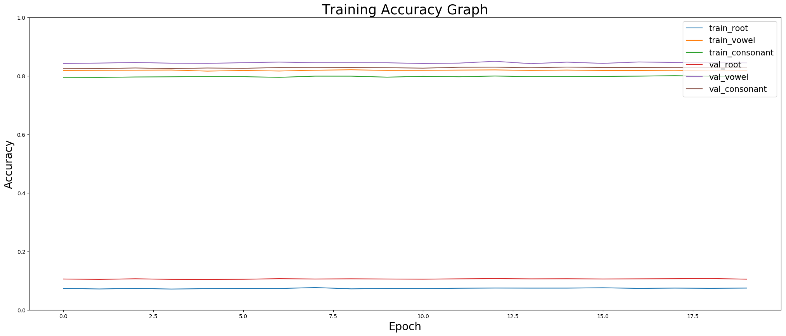 Training Accuracy Graph
1.0
train_root
train_vowel
train_consonant
val_root
val_vowel
val_consonant
0.8
0.6
Accuracy
0.4
0.2
0.0
0.0 2.5 5.0 7.5 10.0 12.5 15.0 17.5
Epoch